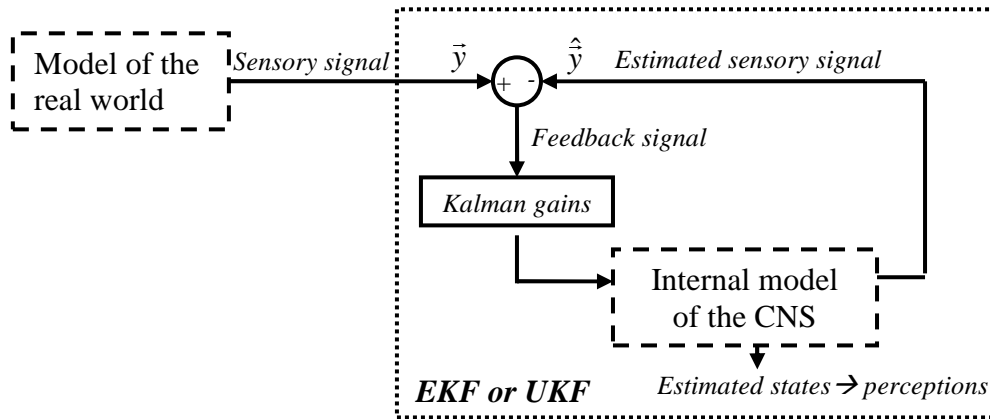 Model of the
real world
Sensory signal
y⃗
+
-
ŷ⃗
Estimated sensory signal
Feedback signal
Kalman gains
Internal model
of the CNS
EKF or UKF
Estimated states → perceptions